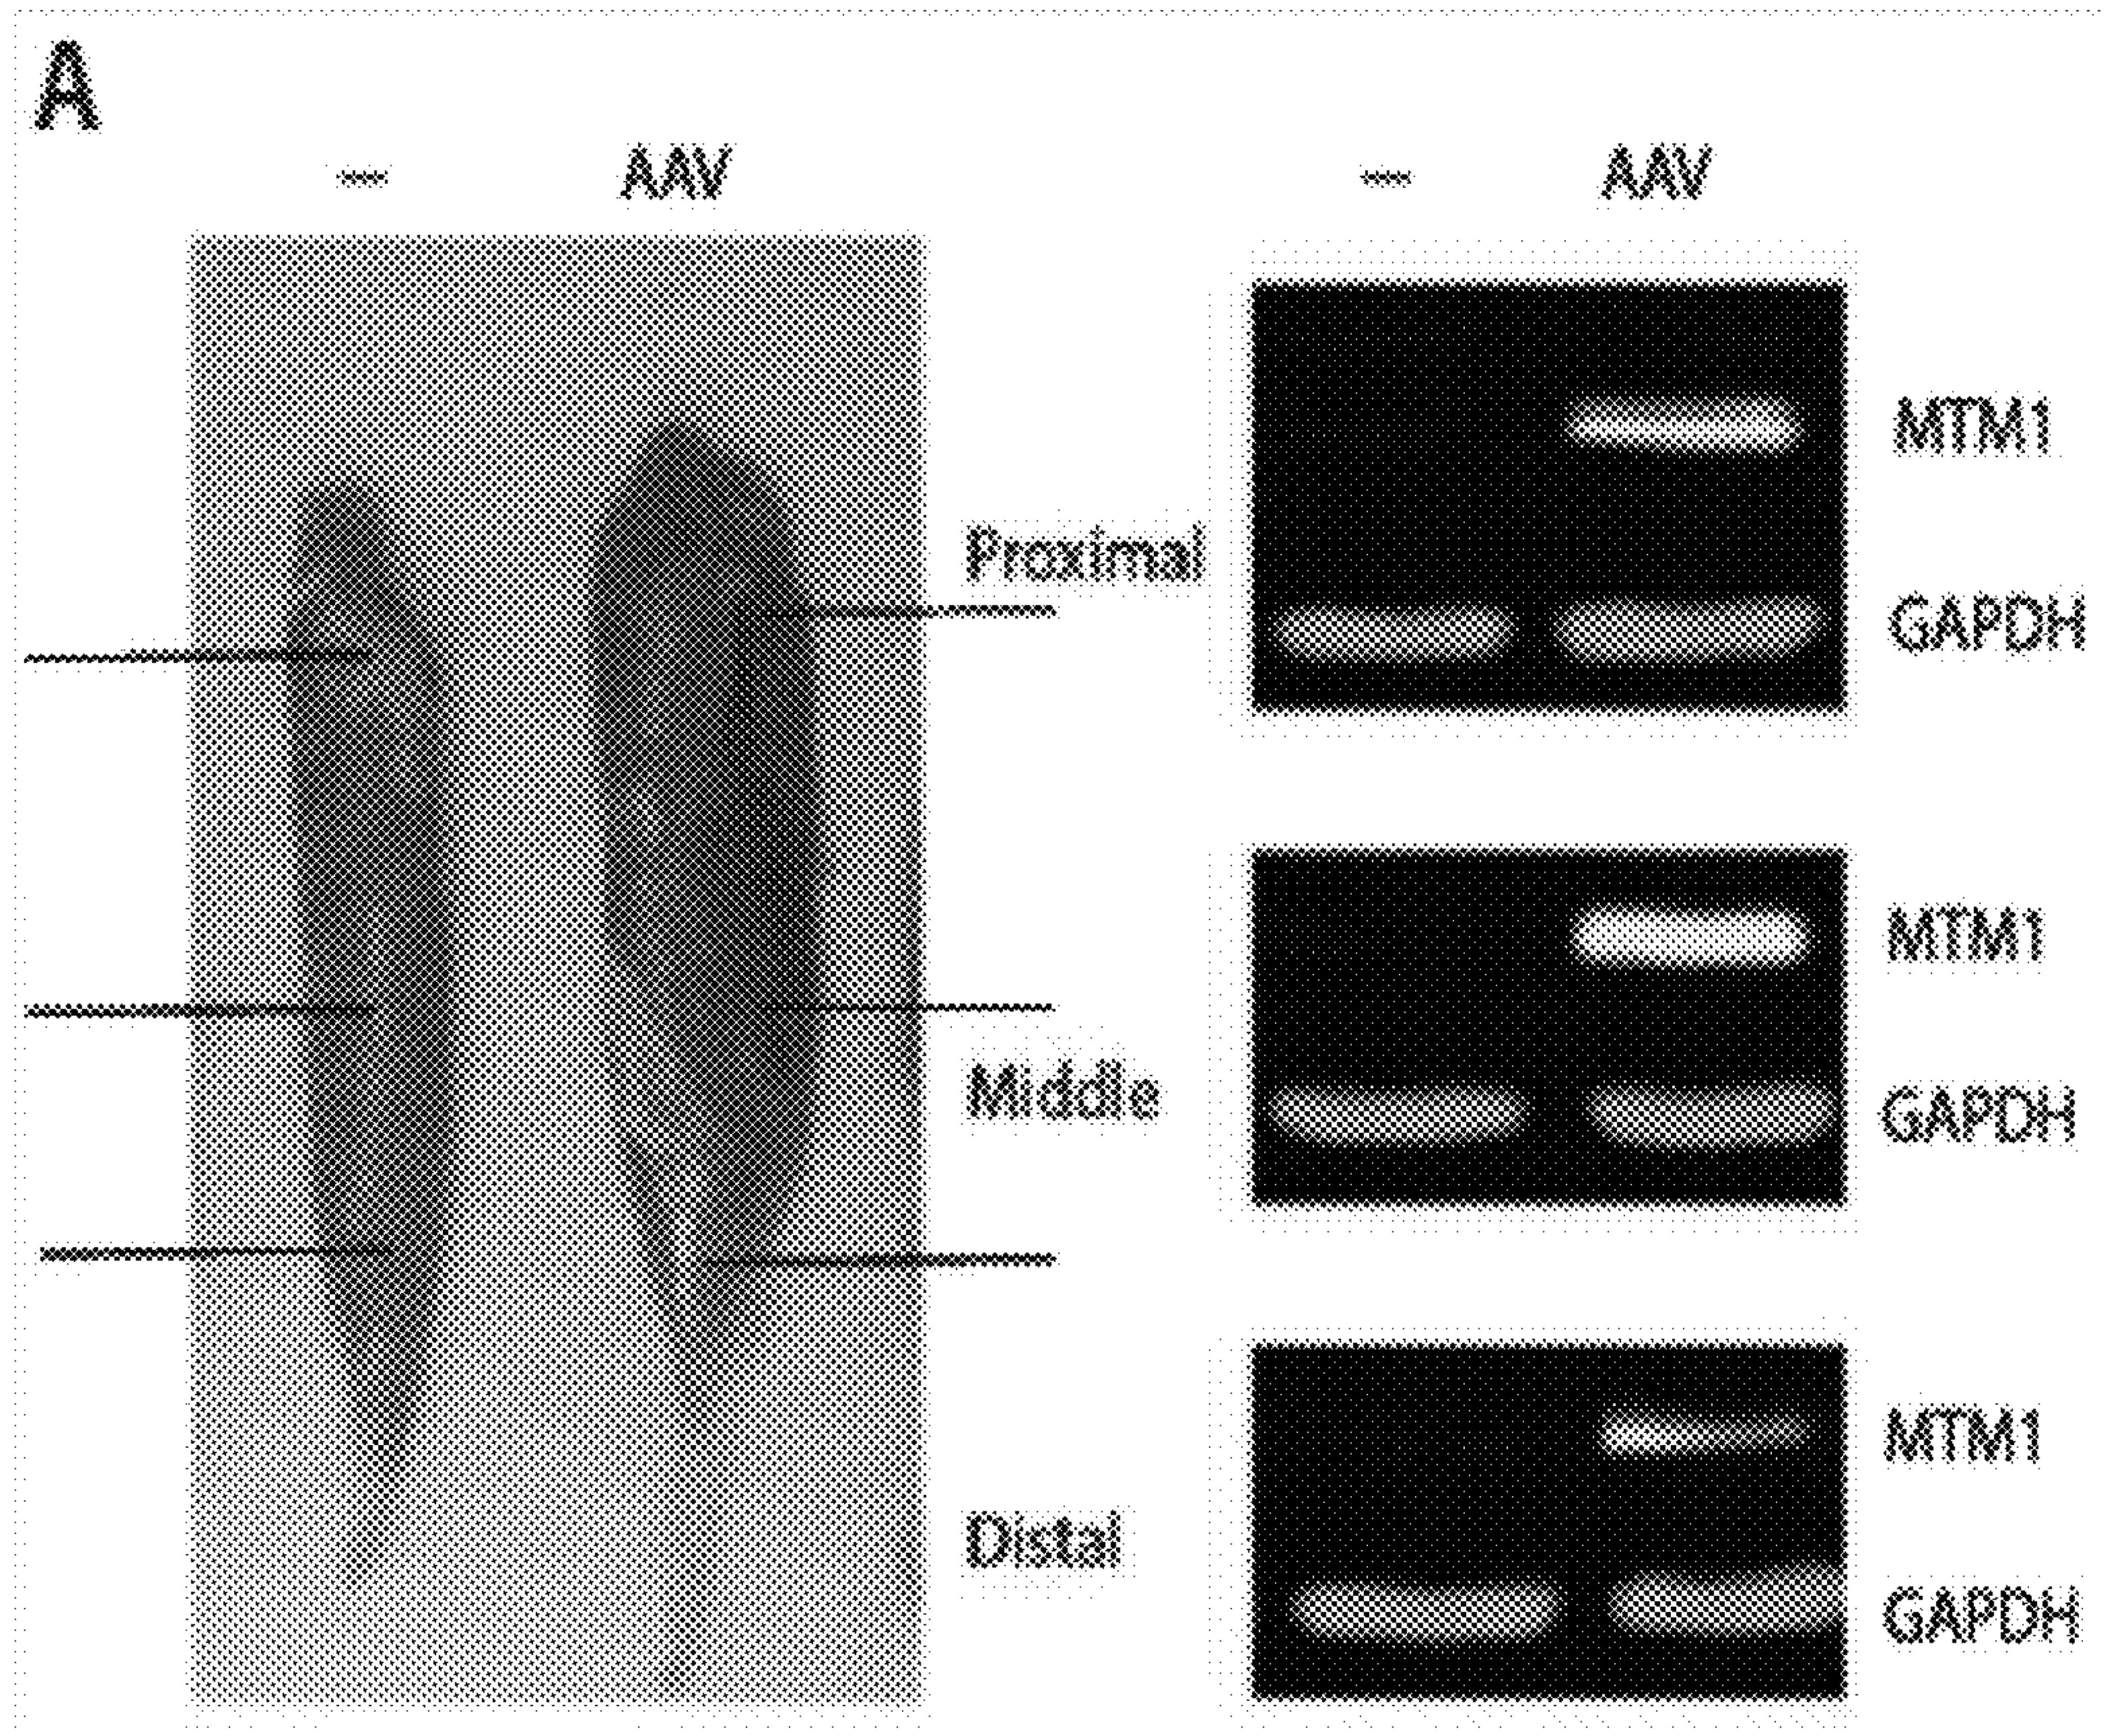 A
– AAV – AAV
MTM1
Proximal
GAPDH
MTM1
Middle
GAPDH
MTM1
Distal
GAPDH